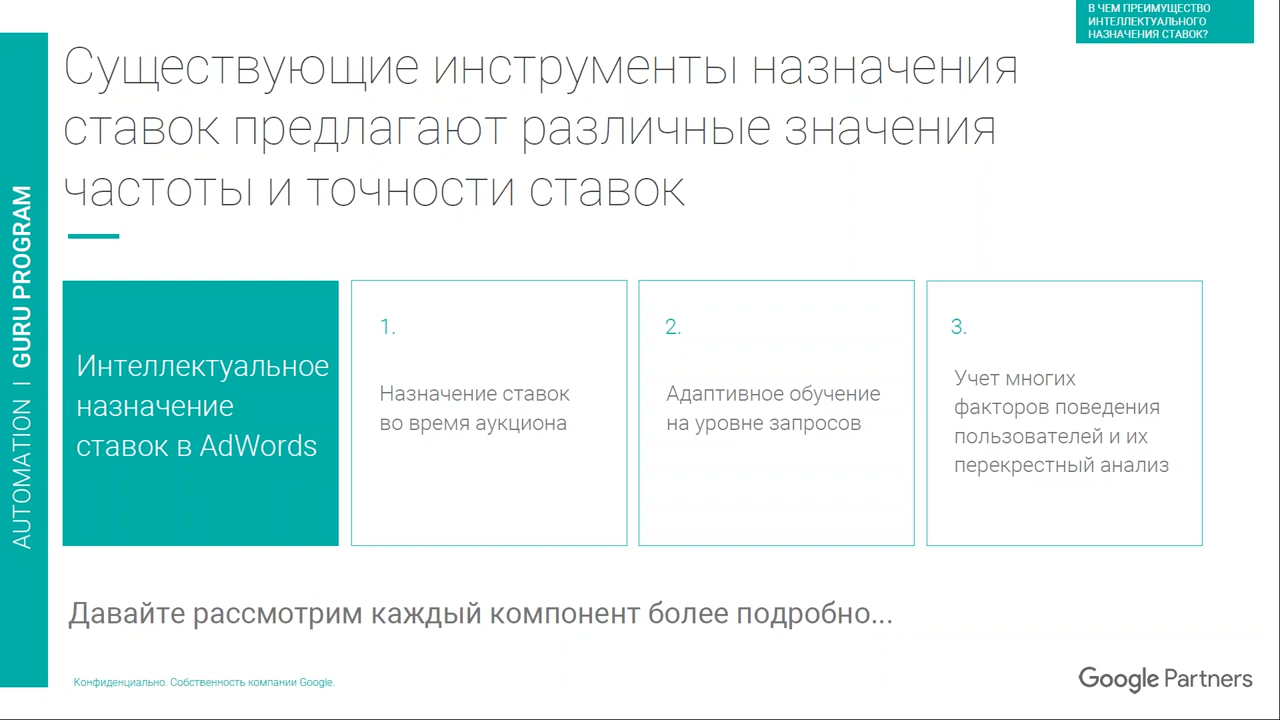 В ЧЕМ ПРЕИМУЩЕСТВО
ИНТЕЛЛЕКТУАЛЬНОГО
НАЗНАЧЕНИЯ СТАВОК?
Существующие инструменты назначения
ставок предлагают различные значения
частоты и точности ставок
AUTOMATION | GURU PROGRAM
Интеллектуальное
назначение
ставок в AdWords
1.
Назначение ставок
во время аукциона
2.
Адаптивное обучение
на уровне запросов
3.
Учет многих
факторов поведения
пользователей и их
перекрестный анализ
Давайте рассмотрим каждый компонент более подробно...
Конфиденциально. Собственность компании Google.
Google Partners